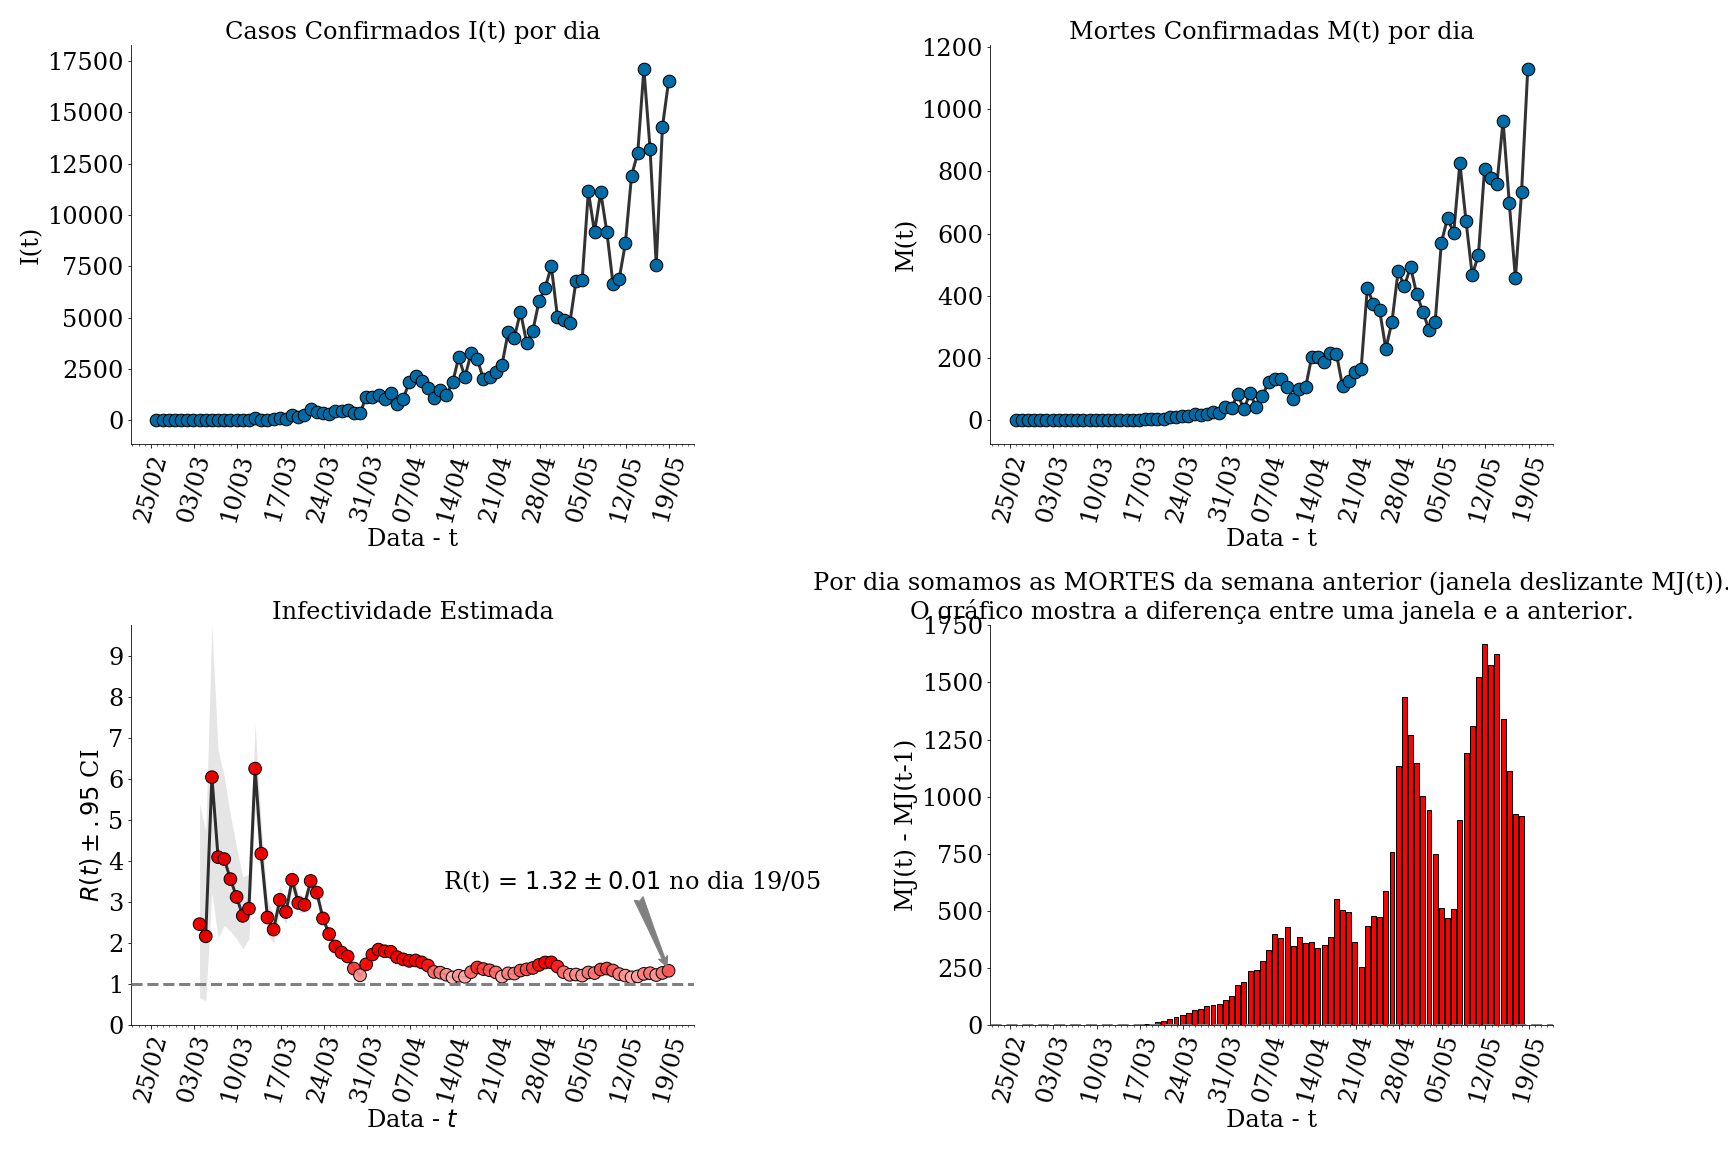 Casos Confirmados I(t) por dia
17500
15000
12500
10000
7500
5000
2500
0
I(t)
25/02 03/03 10/03 17/03 24/03 31/03 07/04 14/04 21/04 28/04 05/05 12/05 19/05
Data - t
Mortes Confirmadas M(t) por dia
1200
1000
800
600
400
200
0
M(t)
25/02 03/03 10/03 17/03 24/03 31/03 07/04 14/04 21/04 28/04 05/05 12/05 19/05
Data - t
Infectividade Estimada
9
8
7
6
5
4
3
2
1
0
R(t) ± .95 CI
R(t) = 1.32 ± 0.01 no dia 19/05
25/02 03/03 10/03 17/03 24/03 31/03 07/04 14/04 21/04 28/04 05/05 12/05 19/05
Data - t
Por dia somamos as MORTES da semana anterior (janela deslizante MJ(t)).
O gráfico mostra a diferença entre uma janela e a anterior.
1750
1500
1250
1000
750
500
250
0
MJ(t) - MJ(t-1)
25/02 03/03 10/03 17/03 24/03 31/03 07/04 14/04 21/04 28/04 05/05 12/05 19/05
Data - t